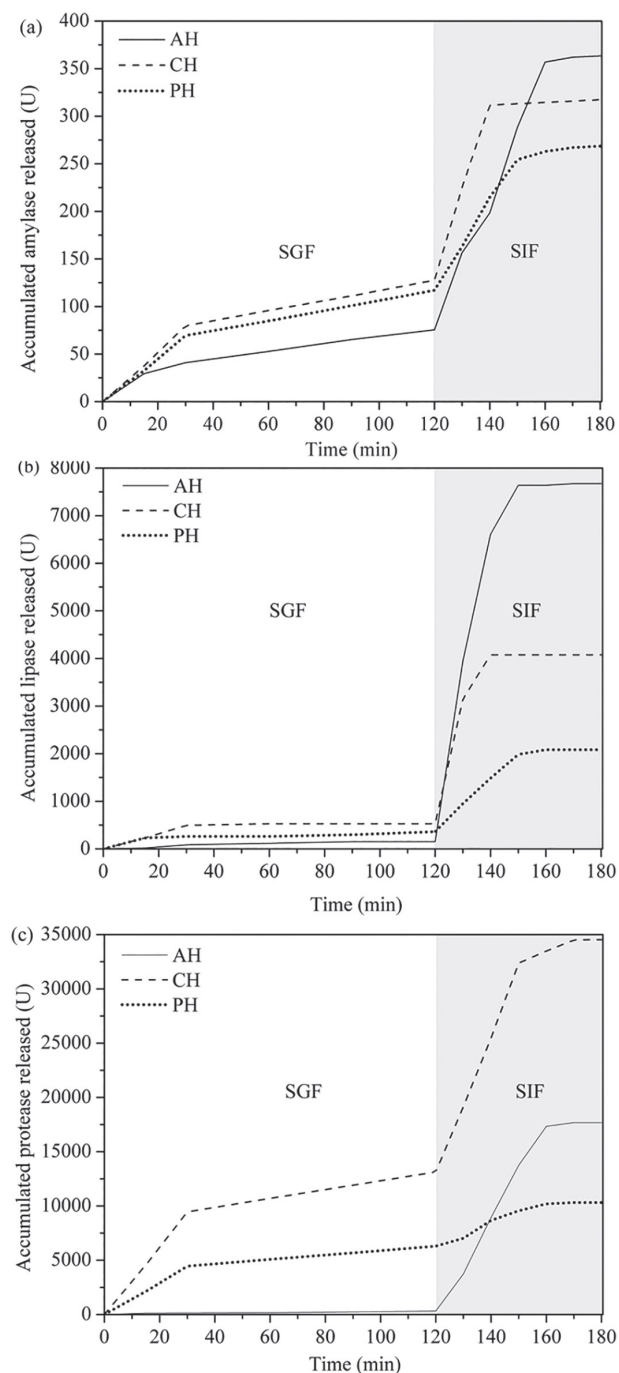 (a)
Accumulated amylase released (U)
400
350
300
250
200
150
100
50
0
AH
CH
PH
SGF
SIF
0 20 40 60 80 100 120 140 160 180
Time (min)
(b)
Accumulated lipase released (U)
8000
7000
6000
5000
4000
3000
2000
1000
0
AH
CH
PH
SGF
SIF
0 20 40 60 80 100 120 140 160 180
Time (min)
(c)
Accumulated protease released (U)
35000
30000
25000
20000
15000
10000
5000
0
AH
CH
PH
SGF
SIF
0 20 40 60 80 100 120 140 160 180
Time (min)